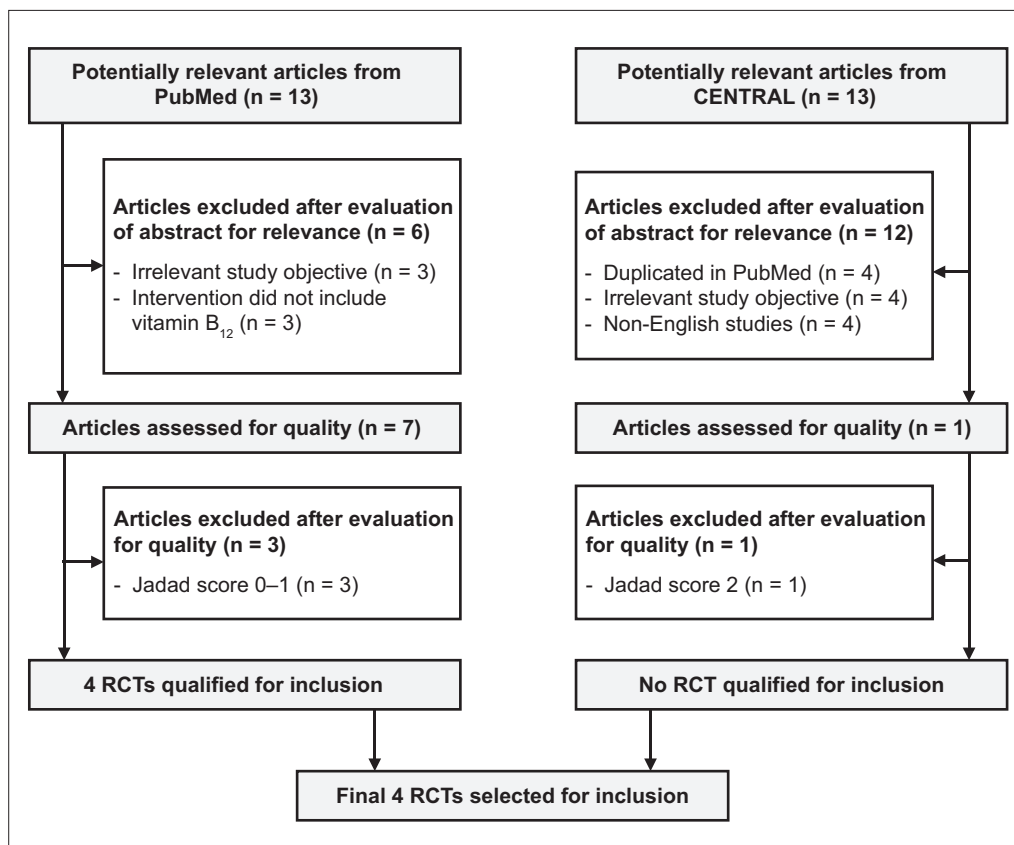 Potentially relevant articles from
PubMed (n = 13)
Articles excluded after evaluation
of abstract for relevance (n = 6)
- Irrelevant study objective (n = 3)
- Intervention did not include
vitamin B₁₂ (n = 3)
Articles assessed for quality (n = 7)
Articles excluded after evaluation
for quality (n = 3)
- Jadad score 0–1 (n = 3)
4 RCTs qualified for inclusion
Potentially relevant articles from
CENTRAL (n = 13)
Articles excluded after evaluation
of abstract for relevance (n = 12)
- Duplicated in PubMed (n = 4)
- Irrelevant study objective (n = 4)
- Non-English studies (n = 4)
Articles assessed for quality (n = 1)
Articles excluded after evaluation
for quality (n = 1)
- Jadad score 2 (n = 1)
No RCT qualified for inclusion
Final 4 RCTs selected for inclusion